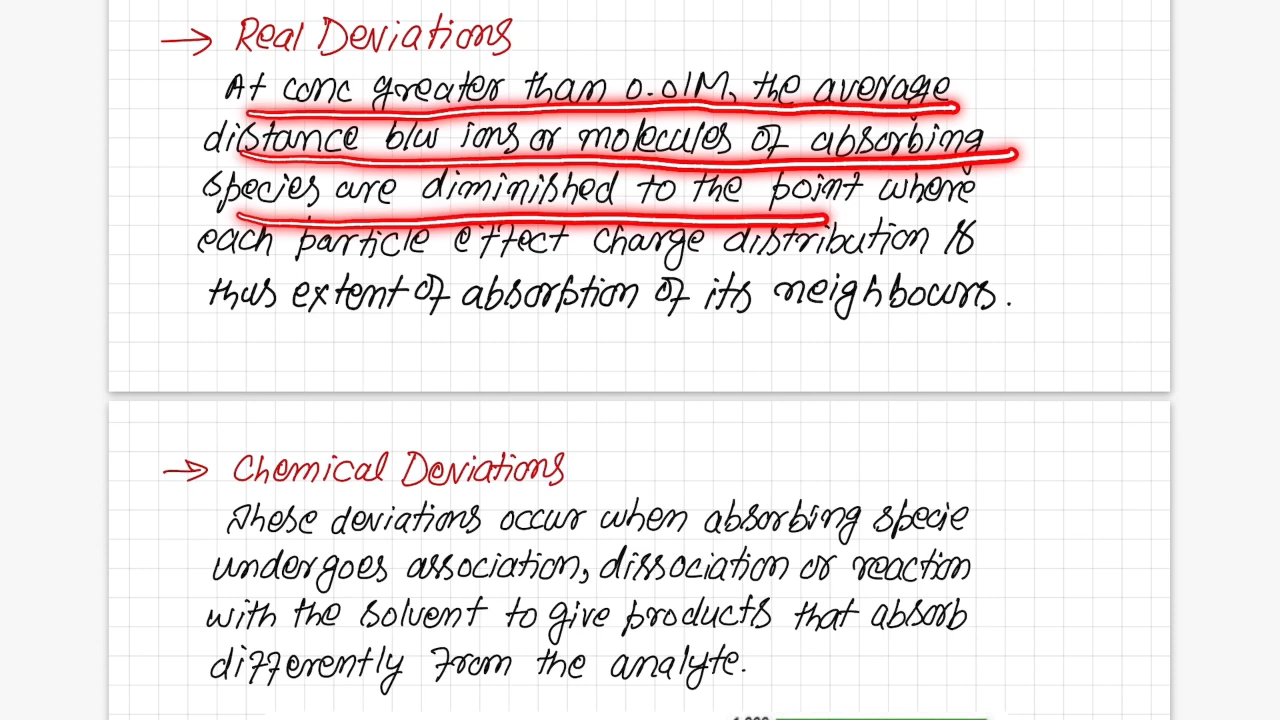 → Real Deviations
At conc greater than 0.01M, the average
distance b/w ions or molecules of absorbing
species are diminished to the point where
each particle effect charge distribution &
thus extent of absorption of its neighbours.
→ Chemical Deviations
These deviations occur when absorbing specie
undergoes association, dissociation or reaction
with the solvent to give products that absorb
differently from the analyte.